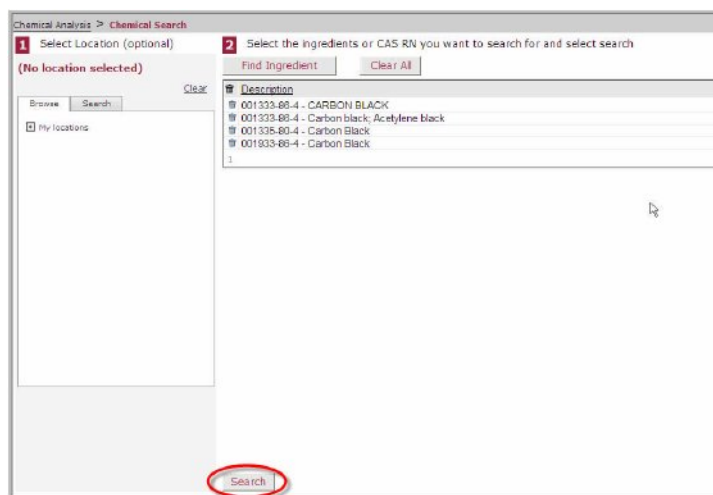 Chemical Analysis > Chemical Search
1 Select Location (optional)
2 Select the ingredients or CAS RN you want to search for and select search
(No location selected)
Find Ingredient
Clear All
Clear
Description
Browse
Search
001333-86-4 - CARBON BLACK
001333-86-4 - Carbon black; Acetylene black
My locations
001335-80-4 - Carbon Black
001933-86-4 - Carbon Black
1
Search